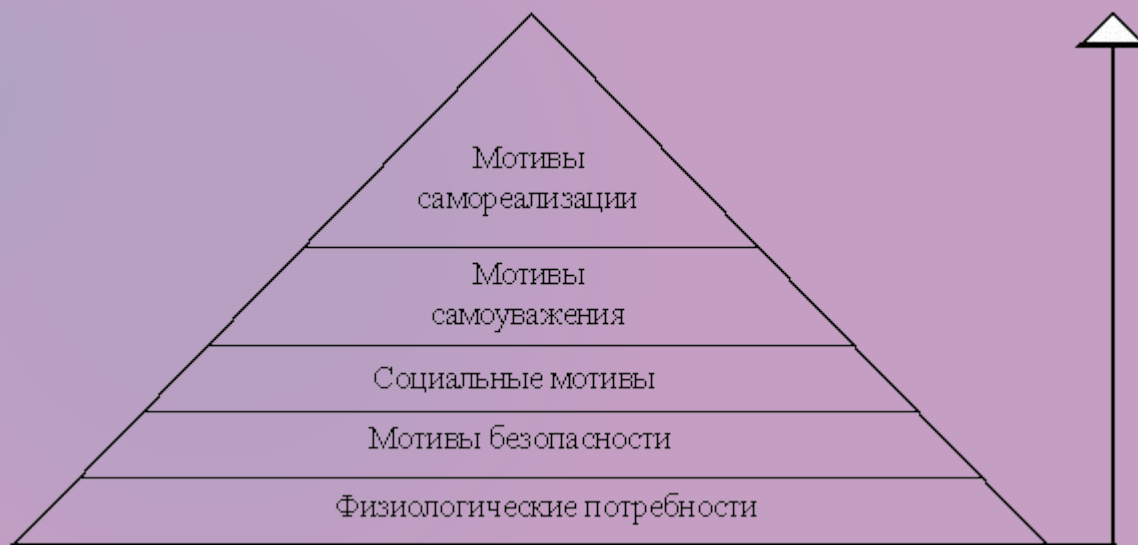 Мотивы
самореализации
Мотивы
самоуважения
Социальные мотивы
Мотивы безопасности
Физиологические потребности